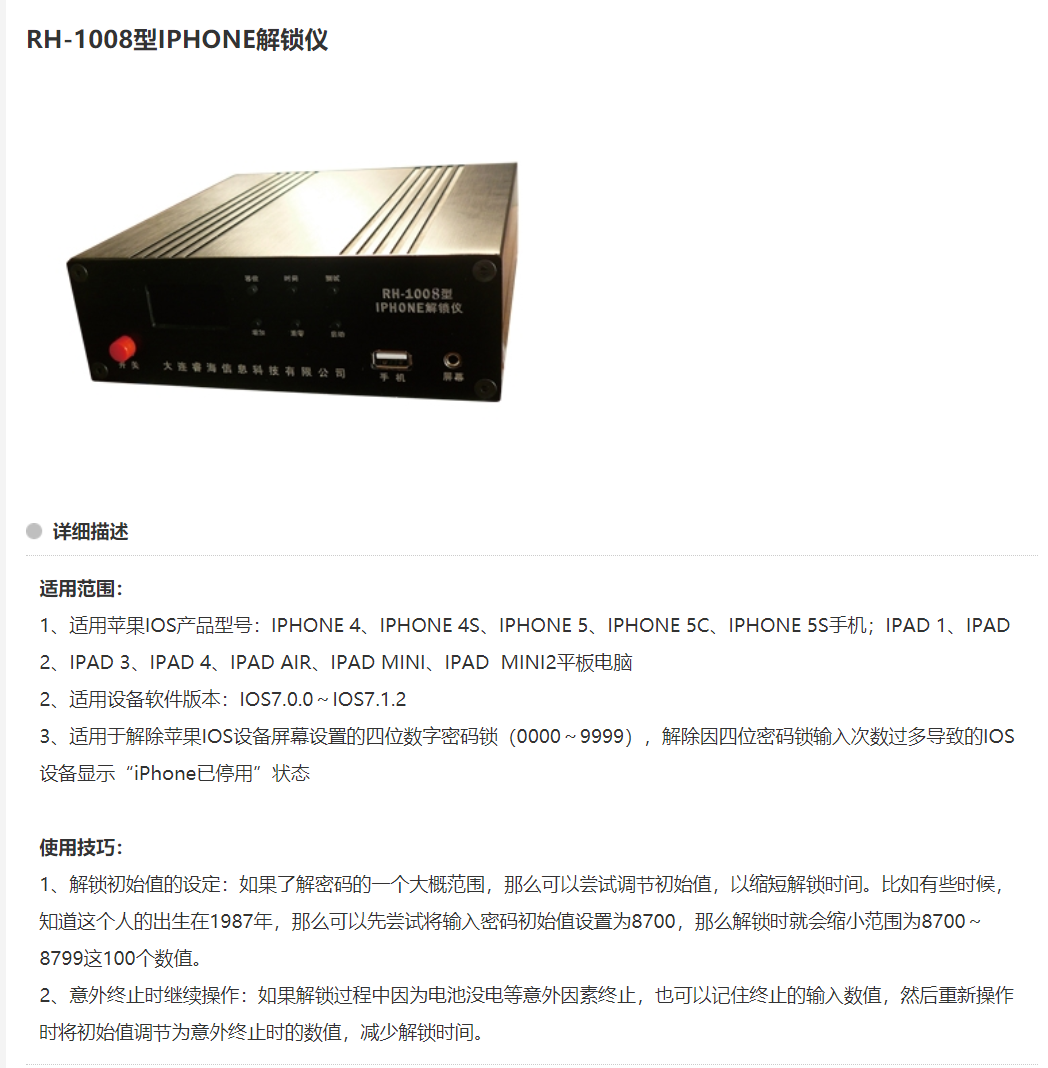 RH-1008型IPHONE解锁仪
时间
测试
RH-1008型
IPHONE解锁仪
开 关
大连睿海信息科技有限公司
手 机
屏幕
详细描述
适用范围：
1、适用苹果IOS产品型号：IPHONE 4、IPHONE 4S、IPHONE 5、IPHONE 5C、IPHONE 5S手机；IPAD 1、IPAD
2、IPAD 3、IPAD 4、IPAD AIR、IPAD MINI、IPAD  MINI2平板电脑
2、适用设备软件版本：IOS7.0.0～IOS7.1.2
3、适用于解除苹果IOS设备屏幕设置的四位数字密码锁（0000～9999），解除因四位密码锁输入次数过多导致的IOS
设备显示“iPhone已停用”状态
使用技巧：
1、解锁初始值的设定：如果了解密码的一个大概范围，那么可以尝试调节初始值，以缩短解锁时间。比如有些时候，
知道这个人的出生在1987年，那么可以先尝试将输入密码初始值设置为8700，那么解锁时就会缩小范围为8700～
8799这100个数值。
2、意外终止时继续操作：如果解锁过程中因为电池没电等意外因素终止，也可以记住终止的输入数值，然后重新操作
时将初始值调节为意外终止时的数值，减少解锁时间。